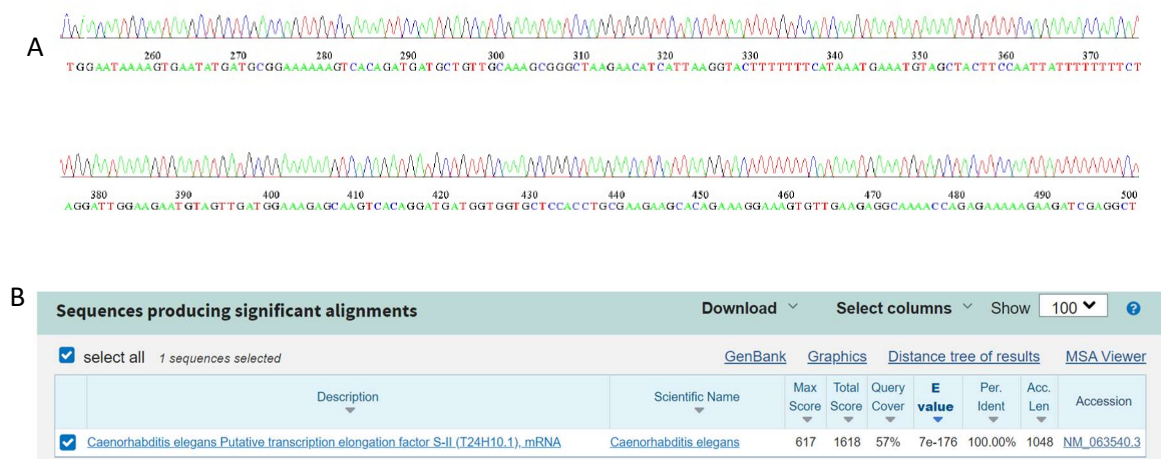 A
260 270 280 290 300 310 320 330 340 350 360 370
TGGAATAAAAGTGAATATGATGCGGAAAAAAGTCACAGATGATGCTGTTGCAAAGCGGGCTAAGAACATCATTAAGGTACTTTTTTTTCATAAATGAAATGTAGCTACTTCCAATTATTTTTTTTTCT
380 390 400 410 420 430 440 450 460 470 480 490 500
AGGATTGGAAGAATGTAGTTGATGGAAAGAGCAAGTCACAGGATGATGGTGGTGCTCCACCTGCGAAGAAGCACAGAAAGGAAAGTGTTGAAGAGGCAAAACCAGAGAAAAAGAAGATCGAGGCT
B
Sequences producing significant alignments Download Select columns Show 100 ?
select all 1 sequences selected GenBank Graphics Distance tree of results MSA Viewer
Description Scientific Name Max Score Total Score Query Cover E value Per. Ident Acc. Len Accession
Caenorhabditis elegans Putative transcription elongation factor S-II (T24H10.1), mRNA Caenorhabditis elegans 617 1618 57% 7e-176 100.00% 1048 NM_063540.3